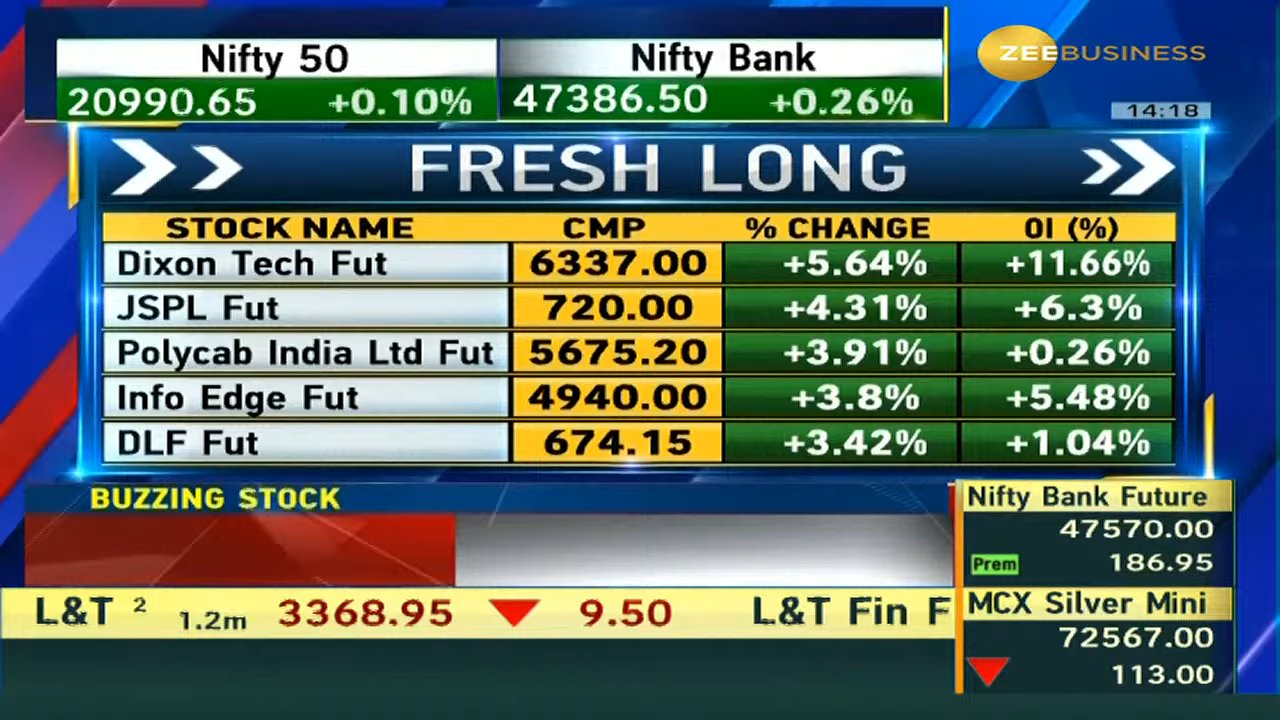 Nifty 50 Nifty Bank
20990.65 +0.10% 47386.50 +0.26%
ZEEBUSINESS
14:18
FRESH LONG
STOCK NAME CMP % CHANGE OI (%)
Dixon Tech Fut 6337.00 +5.64% +11.66%
JSPL Fut 720.00 +4.31% +6.3%
Polycab India Ltd Fut 5675.20 +3.91% +0.26%
Info Edge Fut 4940.00 +3.8% +5.48%
DLF Fut 674.15 +3.42% +1.04%
BUZZING STOCK
Nifty Bank Future
47570.00
Prem 186.95
MCX Silver Mini
72567.00
113.00
L&T 2 1.2m 3368.95 9.50 L&T Fin F